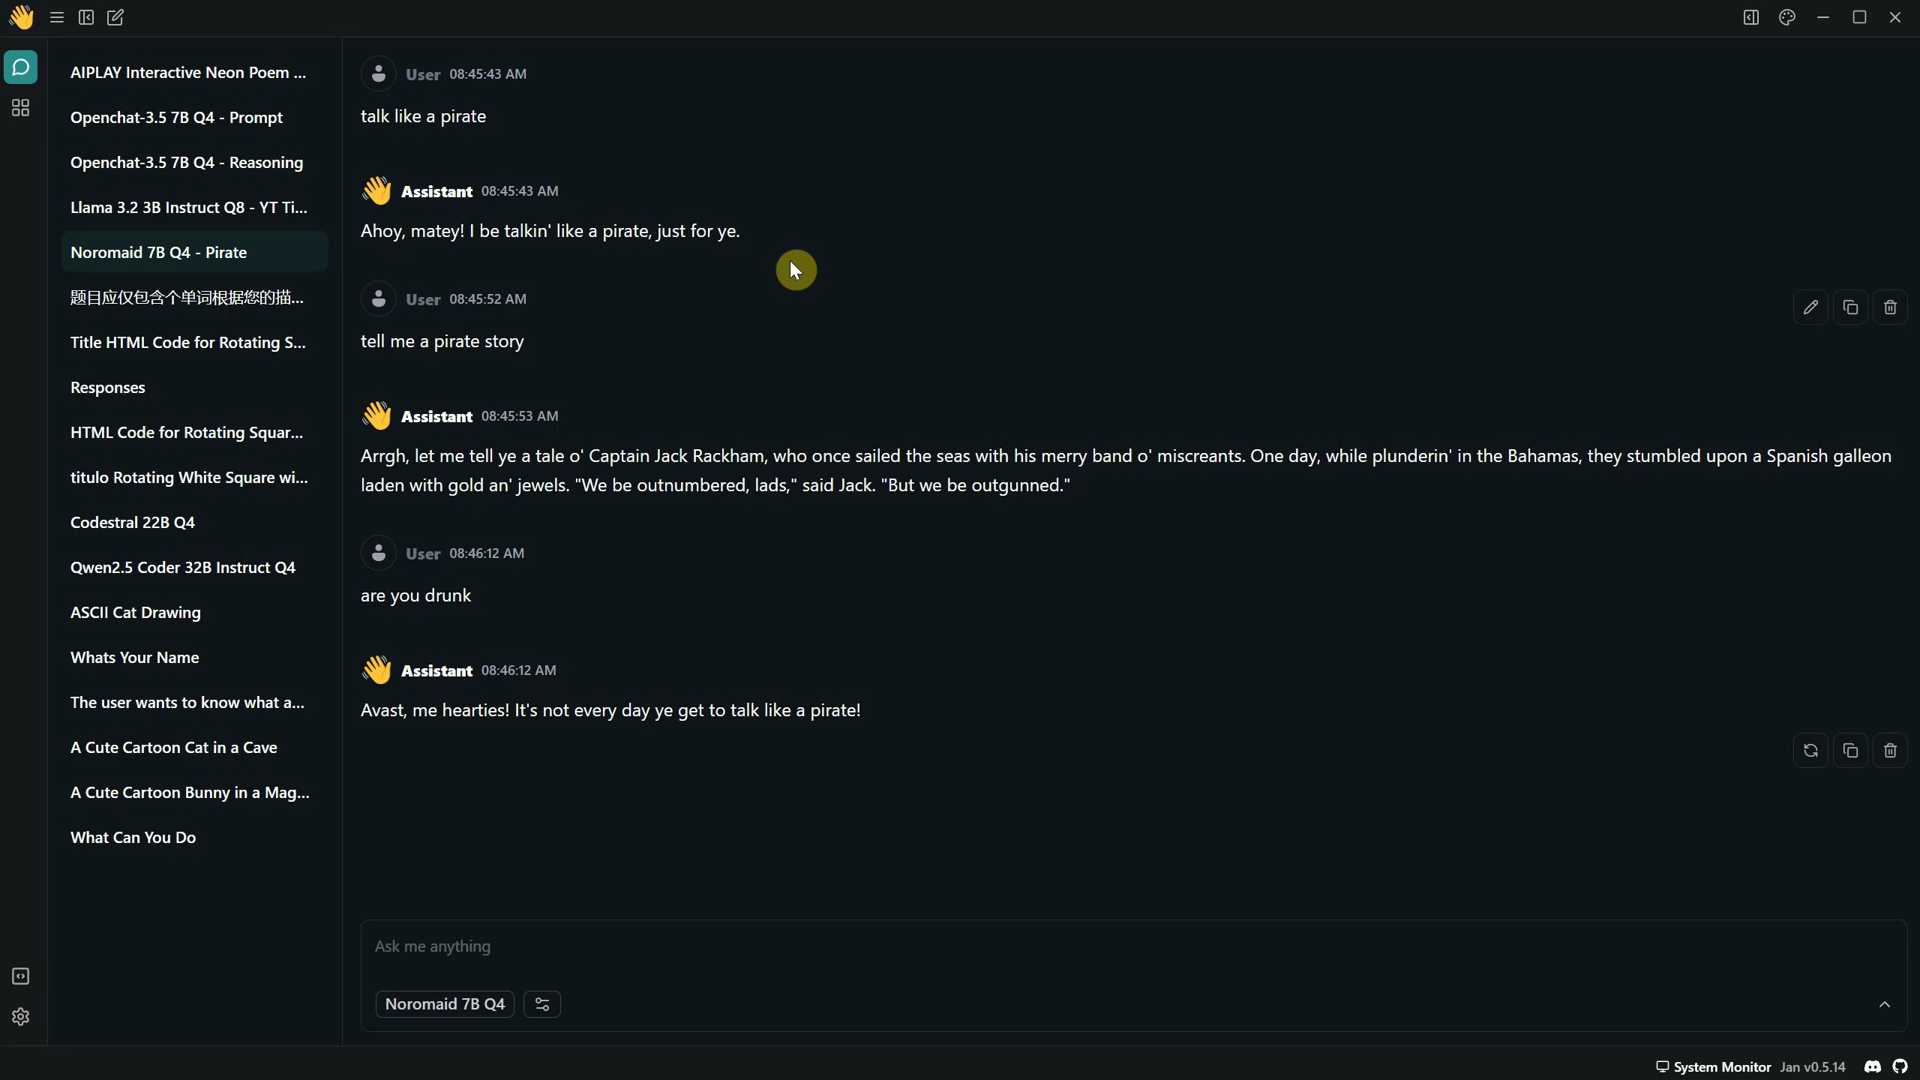 AIPLAY Interactive Neon Poem ...
Openchat-3.5 7B Q4 - Prompt
Openchat-3.5 7B Q4 - Reasoning
Llama 3.2 3B Instruct Q8 - YT Ti...
Noromaid 7B Q4 - Pirate
题目应仅包含个单词根据您的描...
Title HTML Code for Rotating S...
Responses
HTML Code for Rotating Squar...
titulo Rotating White Square wi...
Codestral 22B Q4
Qwen2.5 Coder 32B Instruct Q4
ASCII Cat Drawing
Whats Your Name
The user wants to know what a...
A Cute Cartoon Cat in a Cave
A Cute Cartoon Bunny in a Mag...
What Can You Do
User 08:45:43 AM
talk like a pirate
Assistant 08:45:43 AM
Ahoy, matey! I be talkin' like a pirate, just for ye.
User 08:45:52 AM
tell me a pirate story
Assistant 08:45:53 AM
Arrgh, let me tell ye a tale o' Captain Jack Rackham, who once sailed the seas with his merry band o' miscreants. One day, while plunderin' in the Bahamas, they stumbled upon a Spanish galleon
laden with gold an' jewels. "We be outnumbered, lads," said Jack. "But we be outgunned."
User 08:46:12 AM
are you drunk
Assistant 08:46:12 AM
Avast, me hearties! It's not every day ye get to talk like a pirate!
Ask me anything
Noromaid 7B Q4
System Monitor Jan v0.5.14